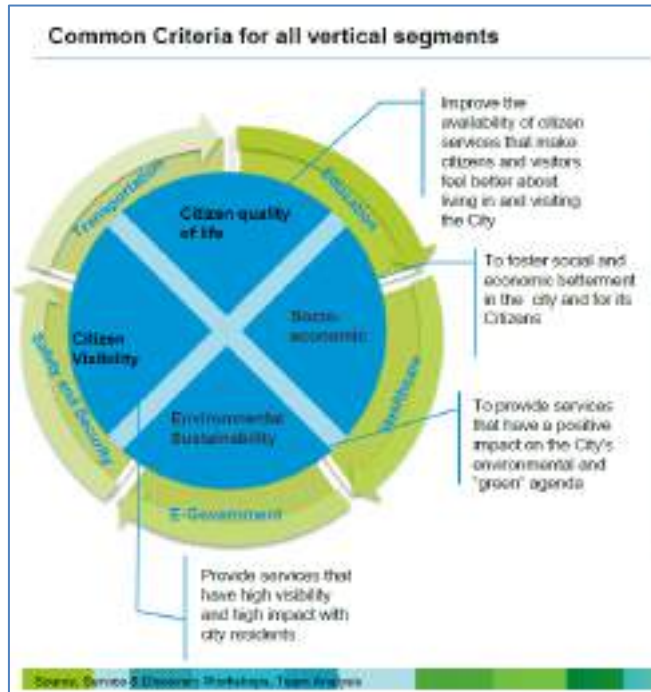 Common Criteria for all vertical segments
Improve the
availability of citizen
services that make
citizens and visitors
feel better about
living in and visiting
the City
Transportation
Education
Citizen quality
of life
To foster social and
economic betterment
in the city and for its
Citizens
Socio-
economic
Citizen
Visibility
Healthcare
Safety and Security
Environmental
Sustainability
To provide services
that have a positive
impact on the City's
environmental and
"green" agenda
E-Government
Provide services that
have high visibility
and high impact with
city residents
Source: Workshops, Team Analysis